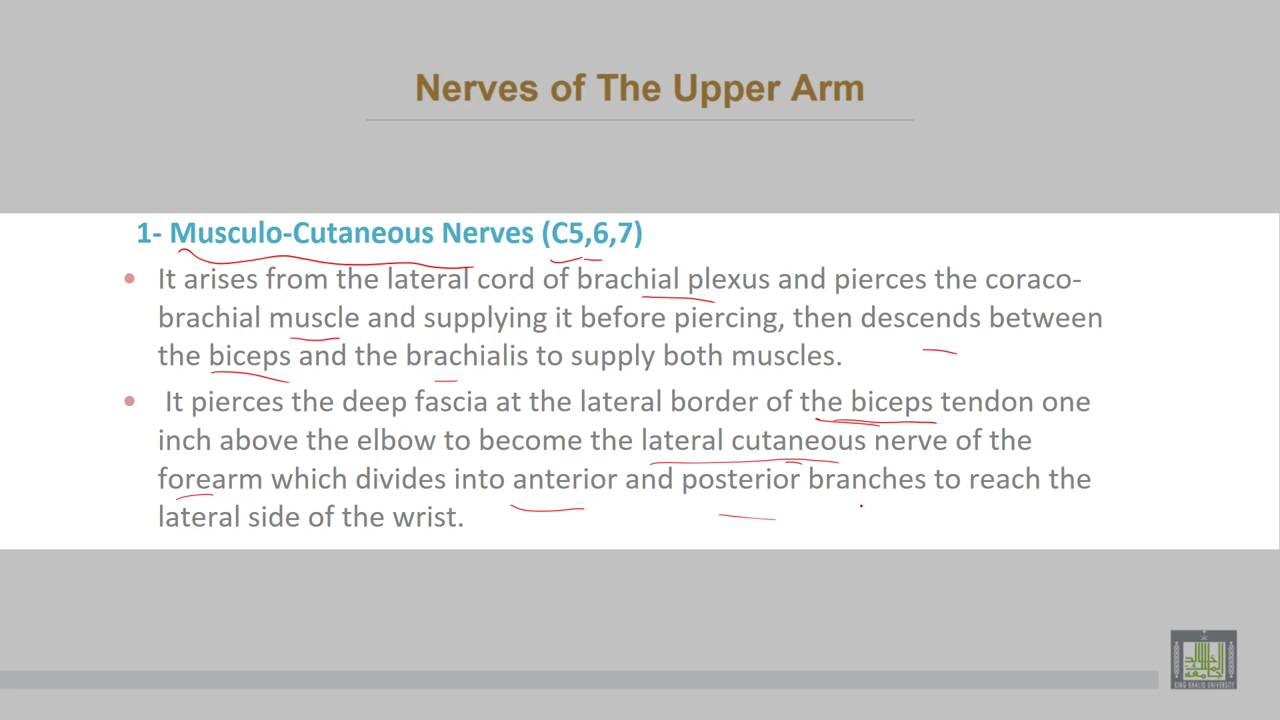 Nerves of The Upper Arm
1- Musculo-Cutaneous Nerves (C5,6,7)
• It arises from the lateral cord of brachial plexus and pierces the coraco-
brachial muscle and supplying it before piercing, then descends between
the biceps and the brachialis to supply both muscles.
• It pierces the deep fascia at the lateral border of the biceps tendon one
inch above the elbow to become the lateral cutaneous nerve of the
forearm which divides into anterior and posterior branches to reach the
lateral side of the wrist.
KING KHALID UNIVERSITY